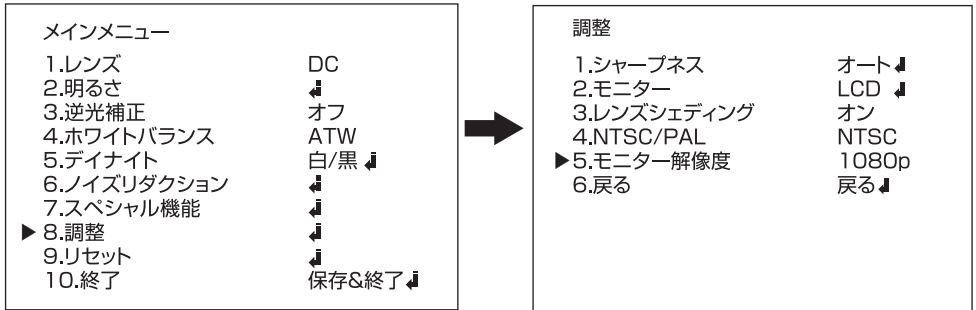 メインメニュー
1.レンズ DC
2.明るさ ↲
3.逆光補正 オフ
4.ホワイトバランス ATW
5.デイナイト 白/黒 ↲
6.ノイズリダクション ↲
7.スペシャル機能 ↲
▶ 8.調整 ↲
9.リセット ↲
10.終了 保存&終了↲
調整
1.シャープネス オート↲
2.モニター LCD ↲
3.レンズシェディング オン
4.NTSC/PAL NTSC
▶5.モニター解像度 1080p
6.戻る 戻る↲